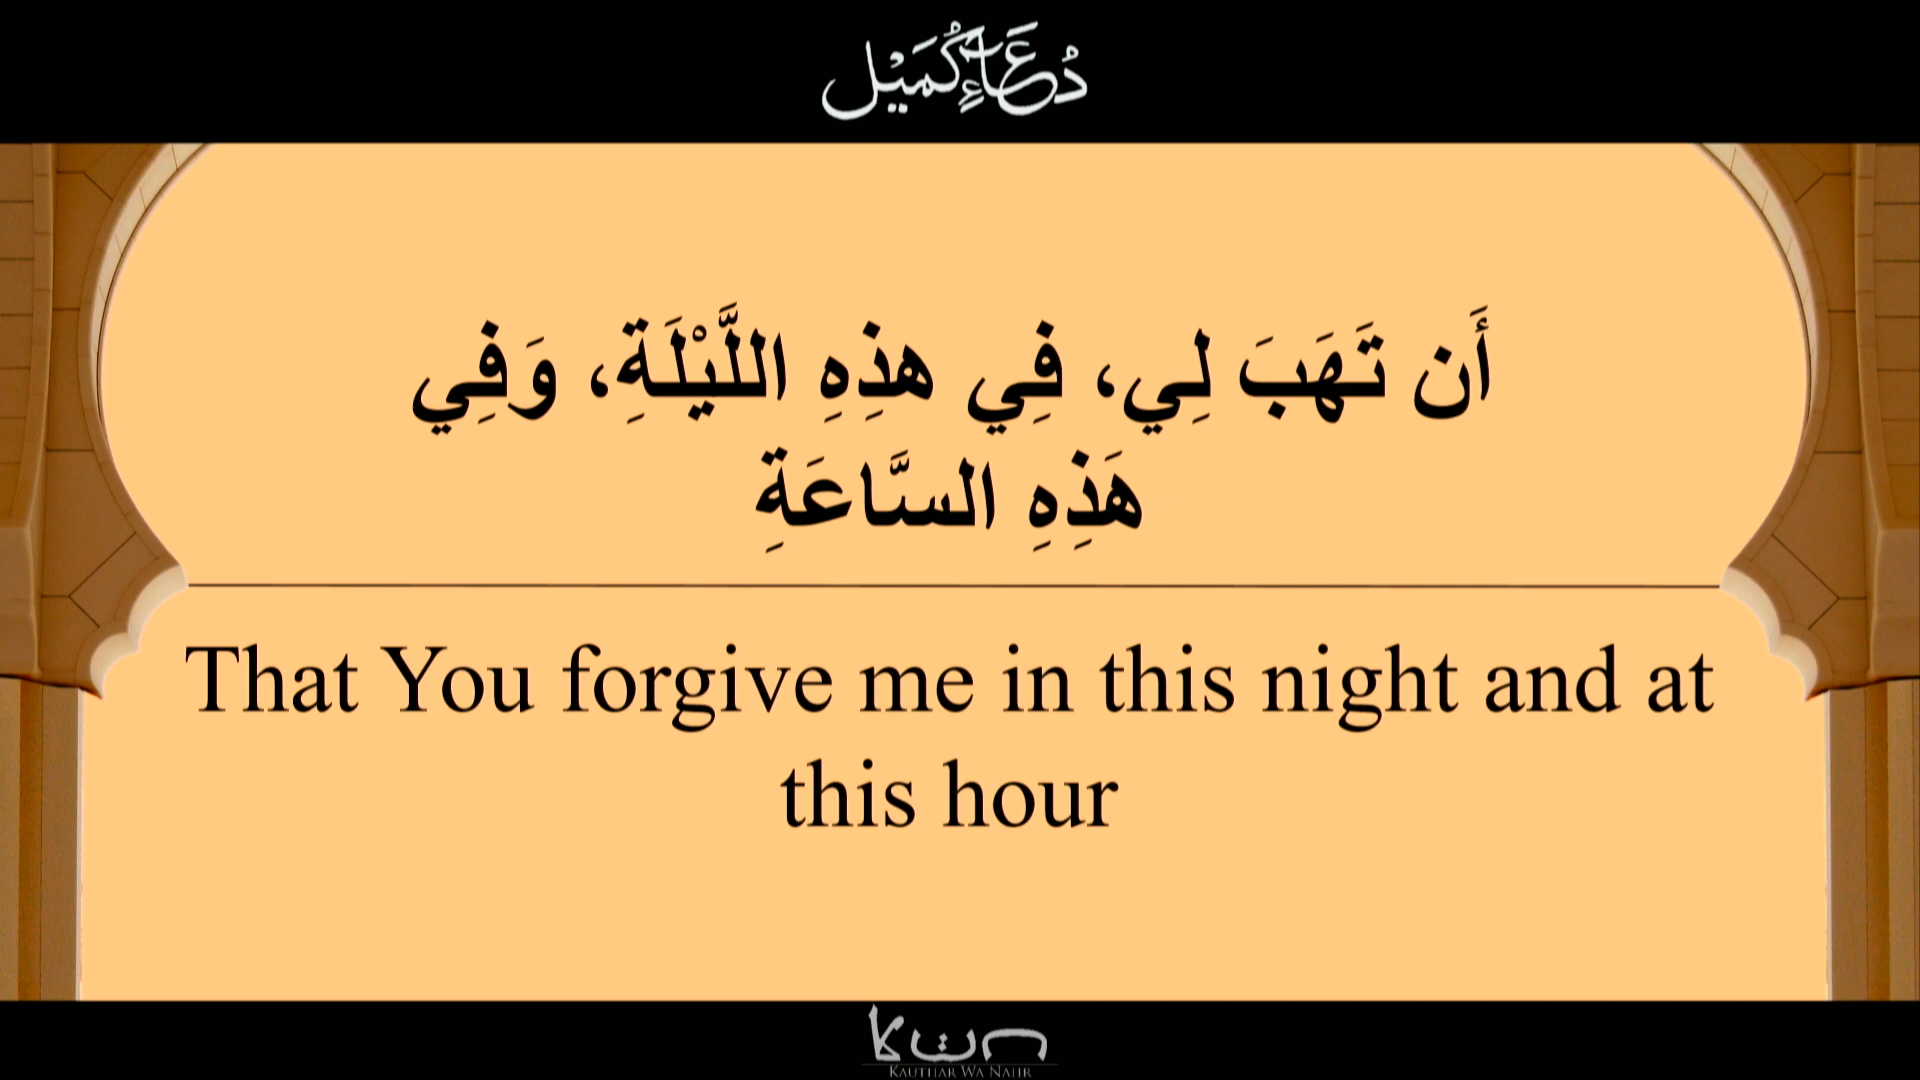 دُعَاءِ كُمَيْل
أَن تَهَبَ لِي، فِي هذِهِ اللَّيْلَةِ، وَفِي
هَذِهِ السَّاعَةِ
That You forgive me in this night and at
this hour
KWN
KAUTHAR WA NAHR